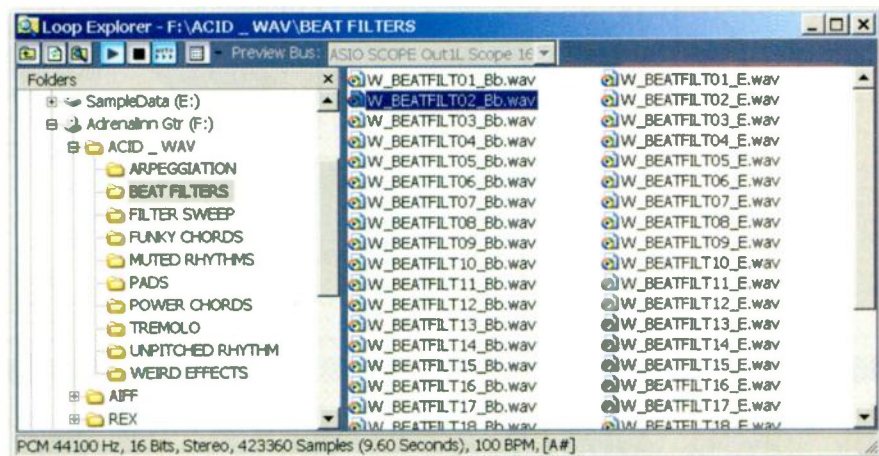 Loop Explorer - F:\ACID _ WAV\BEAT FILTERS
Preview Bus: ASIO SCOPE Out1L Scope 16
Folders
SampleData (E:)
Adrenalinn Gtr (F:)
ACID _ WAV
ARPEGGIATION
BEAT FILTERS
FILTER SWEEP
FUNKY CHORDS
MUTED RHYTHMS
PADS
POWER CHORDS
TREMOLO
UNPITCHED RHYTHM
WEIRD EFFECTS
AIFF
REX
W_BEATFILT01_Bb.wav
W_BEATFILT02_Bb.wav
W_BEATFILT03_Bb.wav
W_BEATFILT04_Bb.wav
W_BEATFILT05_Bb.wav
W_BEATFILT06_Bb.wav
W_BEATFILT07_Bb.wav
W_BEATFILT08_Bb.wav
W_BEATFILT09_Bb.wav
W_BEATFILT10_Bb.wav
W_BEATFILT11_Bb.wav
W_BEATFILT12_Bb.wav
W_BEATFILT13_Bb.wav
W_BEATFILT14_Bb.wav
W_BEATFILT15_Bb.wav
W_BEATFILT16_Bb.wav
W_BEATFILT17_Bb.wav
W_BEATFILT18_Bb.wav
W_BEATFILT01_E.wav
W_BEATFILT02_E.wav
W_BEATFILT03_E.wav
W_BEATFILT04_E.wav
W_BEATFILT05_E.wav
W_BEATFILT06_E.wav
W_BEATFILT07_E.wav
W_BEATFILT08_E.wav
W_BEATFILT09_E.wav
W_BEATFILT10_E.wav
W_BEATFILT11_E.wav
W_BEATFILT12_E.wav
W_BEATFILT13_E.wav
W_BEATFILT14_E.wav
W_BEATFILT15_E.wav
W_BEATFILT16_E.wav
W_BEATFILT17_E.wav
W_BEATFILT18_E.wav
PCM 44100 Hz, 16 Bits, Stereo, 423360 Samples (9.60 Seconds), 100 BPM, [A#]